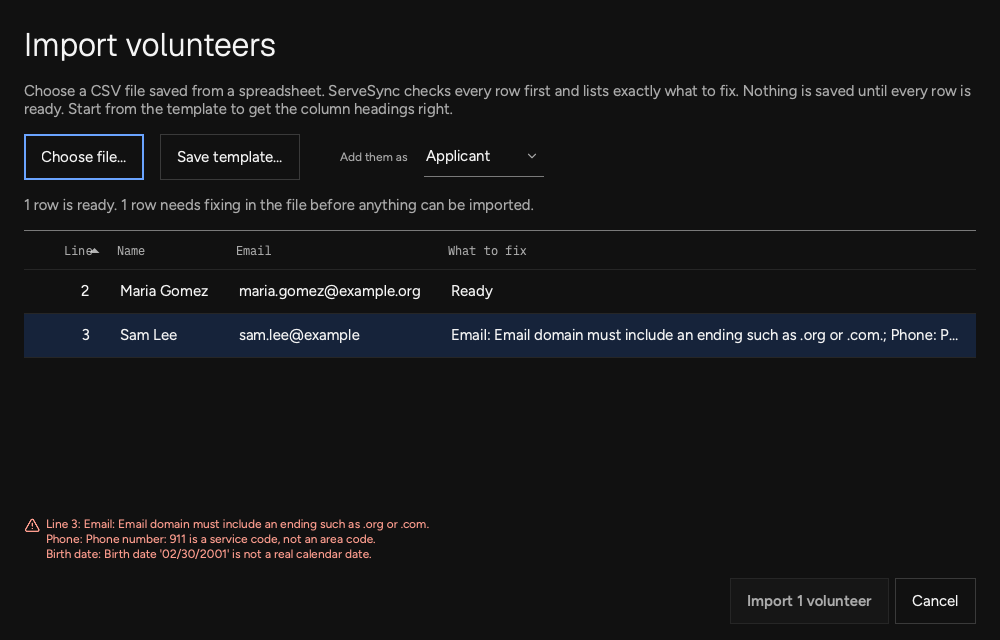 Import volunteers
Choose a CSV file saved from a spreadsheet. ServeSync checks every row first and lists exactly what to fix. Nothing is saved until every row is
ready. Start from the template to get the column headings right.
Choose file... Save template... Add them as Applicant
1 row is ready. 1 row needs fixing in the file before anything can be imported.
Line Name Email What to fix
2 Maria Gomez maria.gomez@example.org Ready
3 Sam Lee sam.lee@example Email: Email domain must include an ending such as .org or .com.; Phone: P...
Line 3: Email: Email domain must include an ending such as .org or .com.
Phone: Phone number: 911 is a service code, not an area code.
Birth date: Birth date '02/30/2001' is not a real calendar date.
Import 1 volunteer Cancel